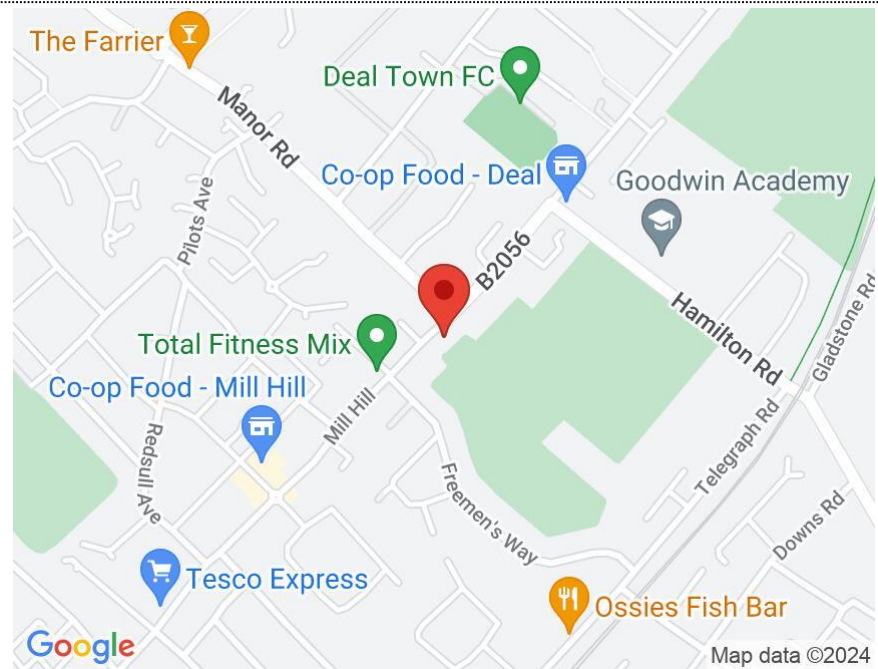 The Farrier
Deal Town FC
Manor Rd
Co-op Food - Deal
Goodwin Academy
Pilots Ave
B2056
Hamilton Rd
Gladstone Rd
Total Fitness Mix
Co-op Food - Mill Hill
Mill Hill
Redsull Ave
Telegraph Rd
Freemen's Way
Downs Rd
Tesco Express
Ossies Fish Bar
Google
Map data ©2024